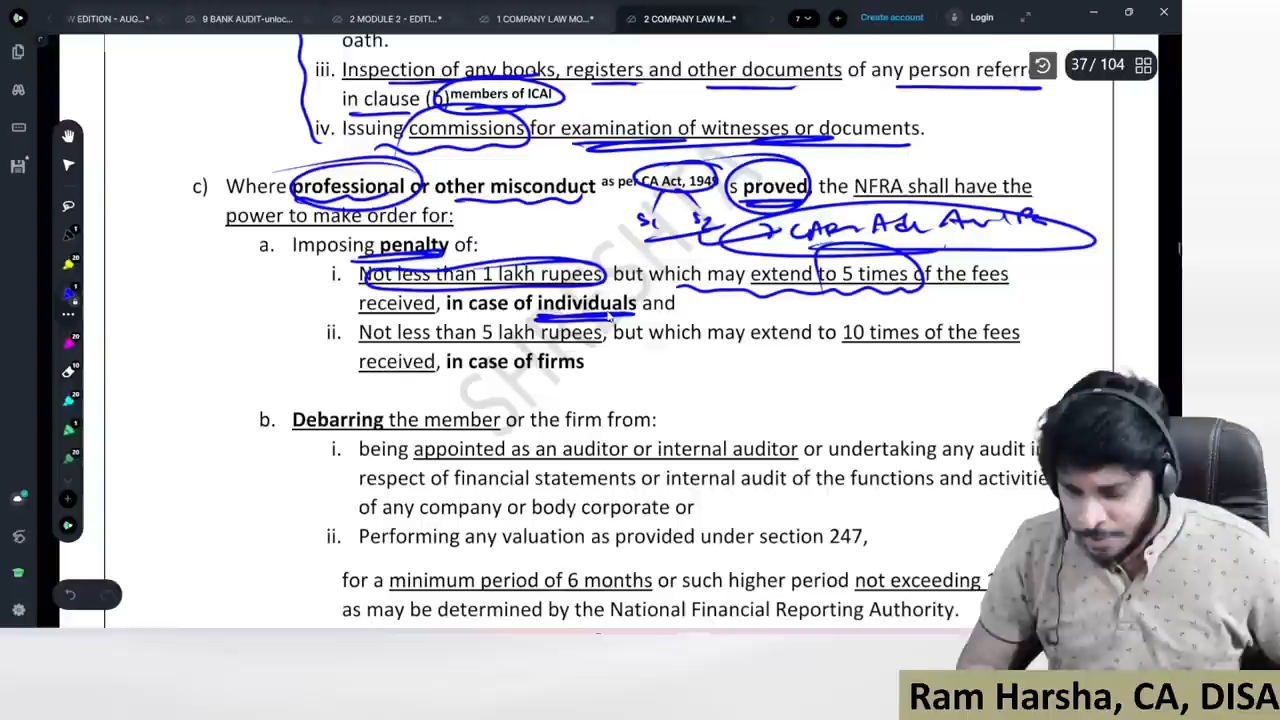 W EDITION - AUG...*
9 BANK AUDIT-unloc...
2 MODULE 2 - EDITI...*
1 COMPANY LAW MO...*
2 COMPANY LAW M...*
7
Create account
Login
37 / 104
oath.
iii. Inspection of any books, registers and other documents of any person referr
in clause (b) members of ICAI
iv. Issuing commissions for examination of witnesses or documents.
c) Where professional or other misconduct as per CA Act, 1949 is proved, the NFRA shall have the
power to make order for:
S1 S2
a. Imposing penalty of:
i. Not less than 1 lakh rupees, but which may extend to 5 times of the fees
received, in case of individuals and
ii. Not less than 5 lakh rupees, but which may extend to 10 times of the fees
received, in case of firms
b. Debarring the member or the firm from:
i. being appointed as an auditor or internal auditor or undertaking any audit in
respect of financial statements or internal audit of the functions and activitie
of any company or body corporate or
ii. Performing any valuation as provided under section 247,
for a minimum period of 6 months or such higher period not exceeding
as may be determined by the National Financial Reporting Authority.
Ram Harsha, CA, DISA